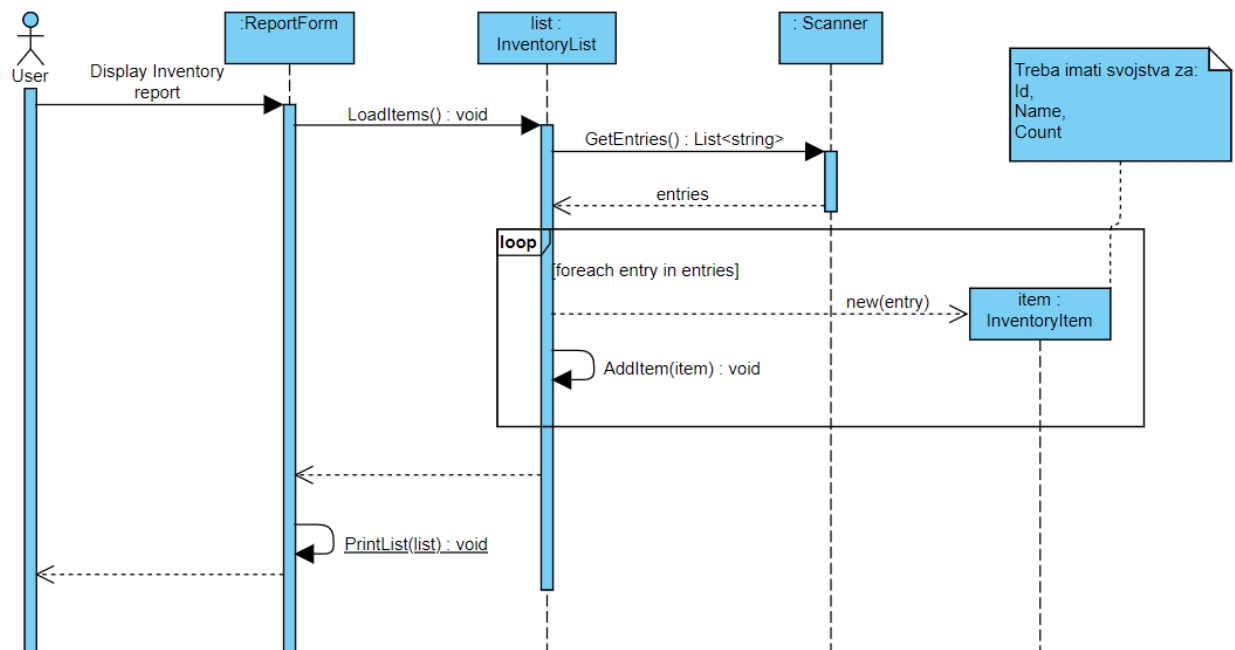 :ReportForm
list :
InventoryList
: Scanner
User
Display Inventory
report
Treba imati svojstva za:
Id,
Name,
Count
LoadItems() : void
GetEntries() : List<string>
entries
loop
[foreach entry in entries]
new(entry)
item :
InventoryItem
AddItem(item) : void
PrintList(list) : void